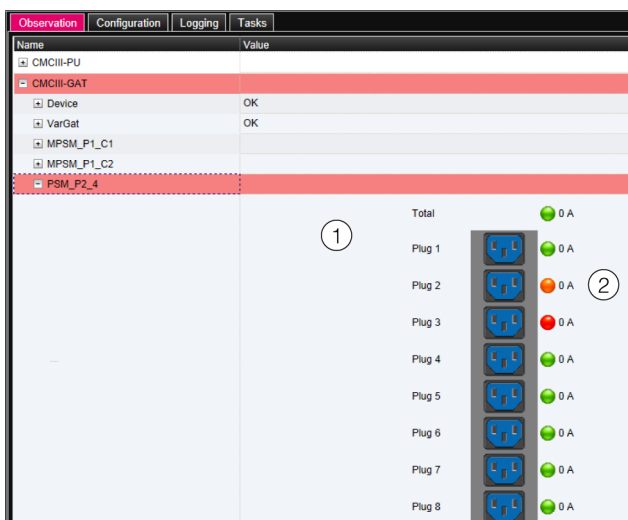 Observation Configuration Logging Tasks
Name Value
CMCIII-PU
CMCIII-GAT
Device OK
VarGat OK
MPSM_P1_C1
MPSM_P1_C2
PSM_P2_4
Total 0 A
1
Plug 1 0 A
Plug 2 0 A 2
Plug 3 0 A
Plug 4 0 A
Plug 5 0 A
Plug 6 0 A
Plug 7 0 A
Plug 8 0 A